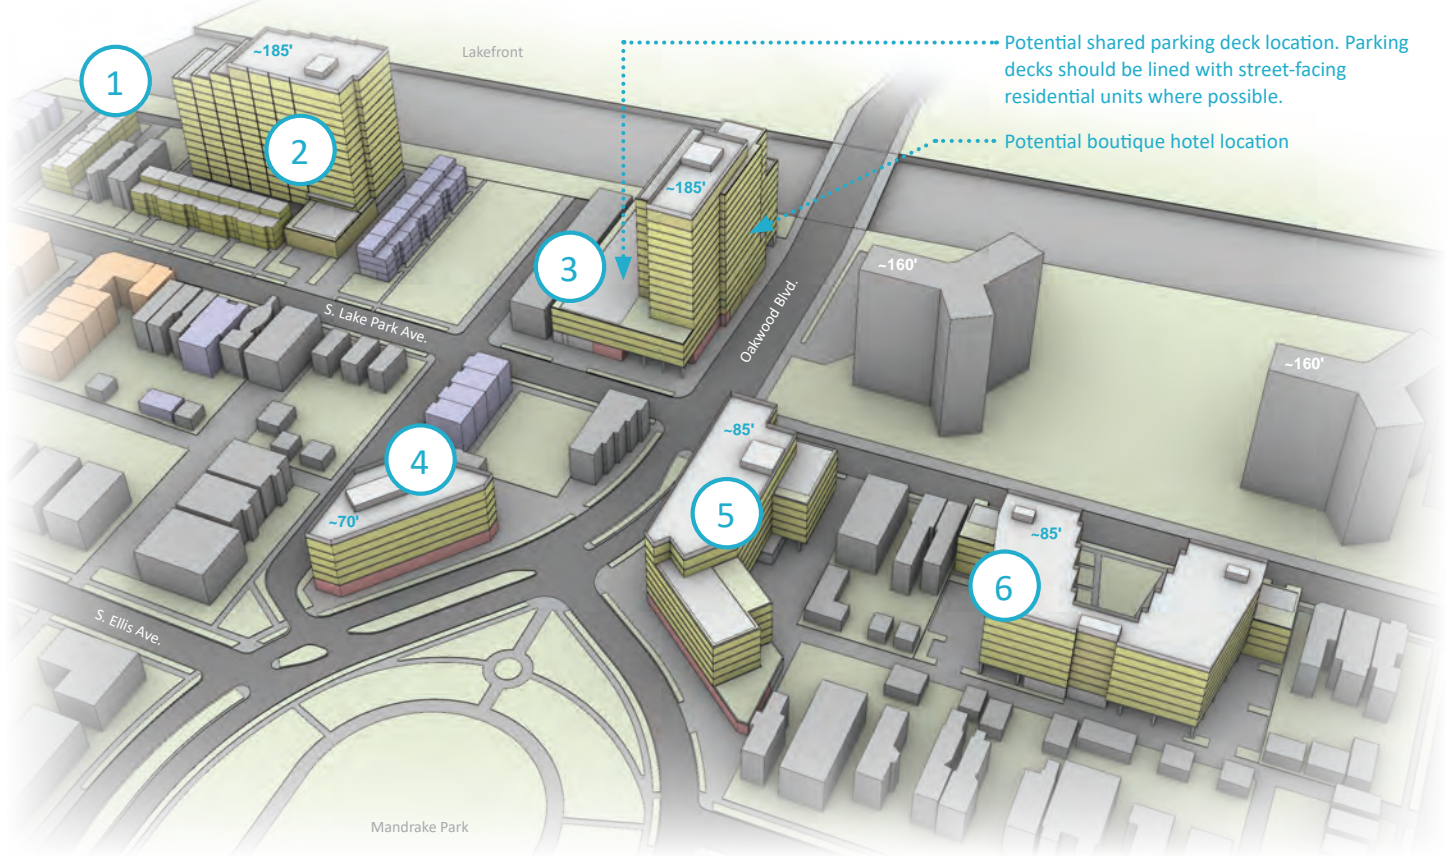 Lakefront
Potential shared parking deck location. Parking
decks should be lined with street-facing
residential units where possible.
Potential boutique hotel location
1
~185'
2
~185'
3
~160'
~160'
S. Lake Park Ave.
Oakwood Blvd.
4
~70'
~85'
5
~85'
6
S. Ellis Ave.
Mandrake Park